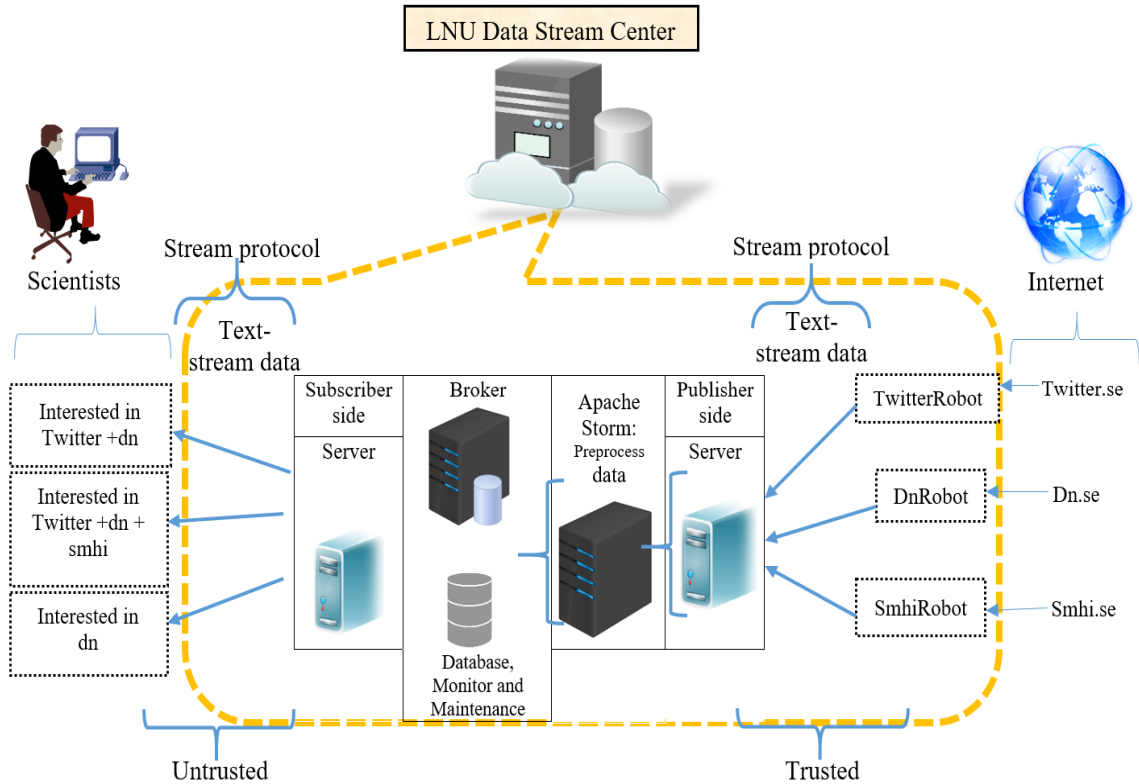 LNU Data Stream Center
Scientists
Stream protocol
Text-
stream data
Stream protocol
Text-
stream data
Internet
Interested in
Twitter +dn
Interested in
Twitter +dn +
smhi
Interested in
dn
Subscriber
side
Server
Broker
Database,
Monitor and
Maintenance
Apache
Storm:
Preprocess
data
Publisher
side
Server
TwitterRobot
DnRobot
SmhiRobot
Twitter.se
Dn.se
Smhi.se
Untrusted
Trusted